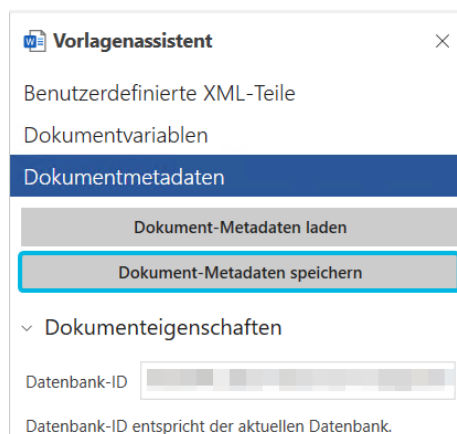 Vorlagenassistent
Benutzerdefinierte XML-Teile
Dokumentvariablen
Dokumentmetadaten
Dokument-Metadaten laden
Dokument-Metadaten speichern
Dokumenteigenschaften
Datenbank-ID
Datenbank-ID entspricht der aktuellen Datenbank.